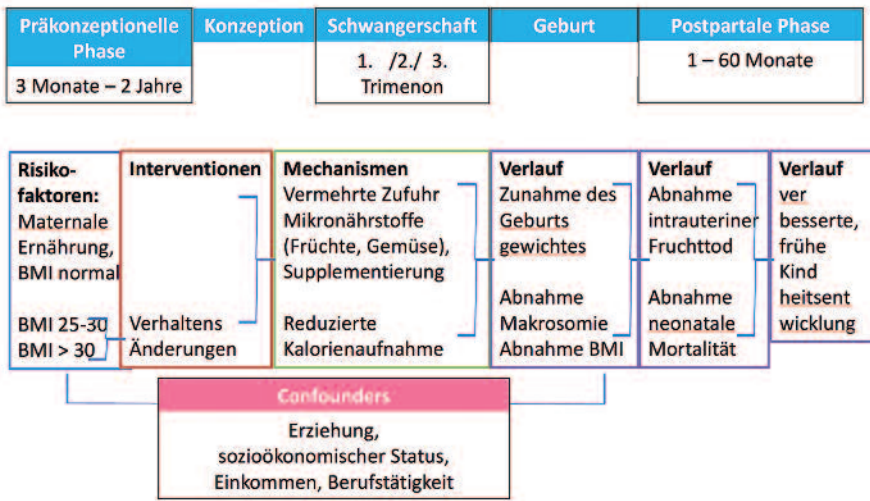 Präkonzeptionelle
Phase
3 Monate – 2 Jahre
Konzeption
Schwangerschaft
1. /2./ 3.
Trimenon
Geburt
Postpartale Phase
1 – 60 Monate
Risiko-
faktoren:
Maternale
Ernährung,
BMI normal
BMI 25-30
BMI > 30
Interventionen
Verhaltens
Änderungen
Mechanismen
Vermehrte Zufuhr
Mikronährstoffe
(Früchte, Gemüse),
Supplementierung
Reduzierte
Kalorienaufnahme
Verlauf
Zunahme des
Geburts
gewichtes
Abnahme
Makrosomie
Abnahme BMI
Verlauf
Abnahme
intrauteriner
Fruchttod
Abnahme
neonatale
Mortalität
Verlauf
ver
besserte,
frühe
Kind
heitsent
wicklung
Confounders
Erziehung,
sozioökonomischer Status,
Einkommen, Berufstätigkeit